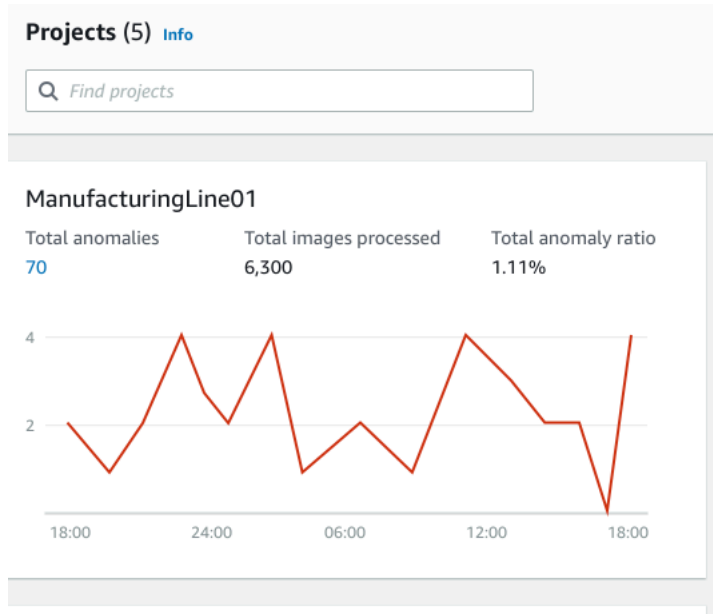 Projects (5) Info
Find projects
ManufacturingLine01
Total anomalies Total images processed Total anomaly ratio
70 6,300 1.11%
4
2
18:00 24:00 06:00 12:00 18:00